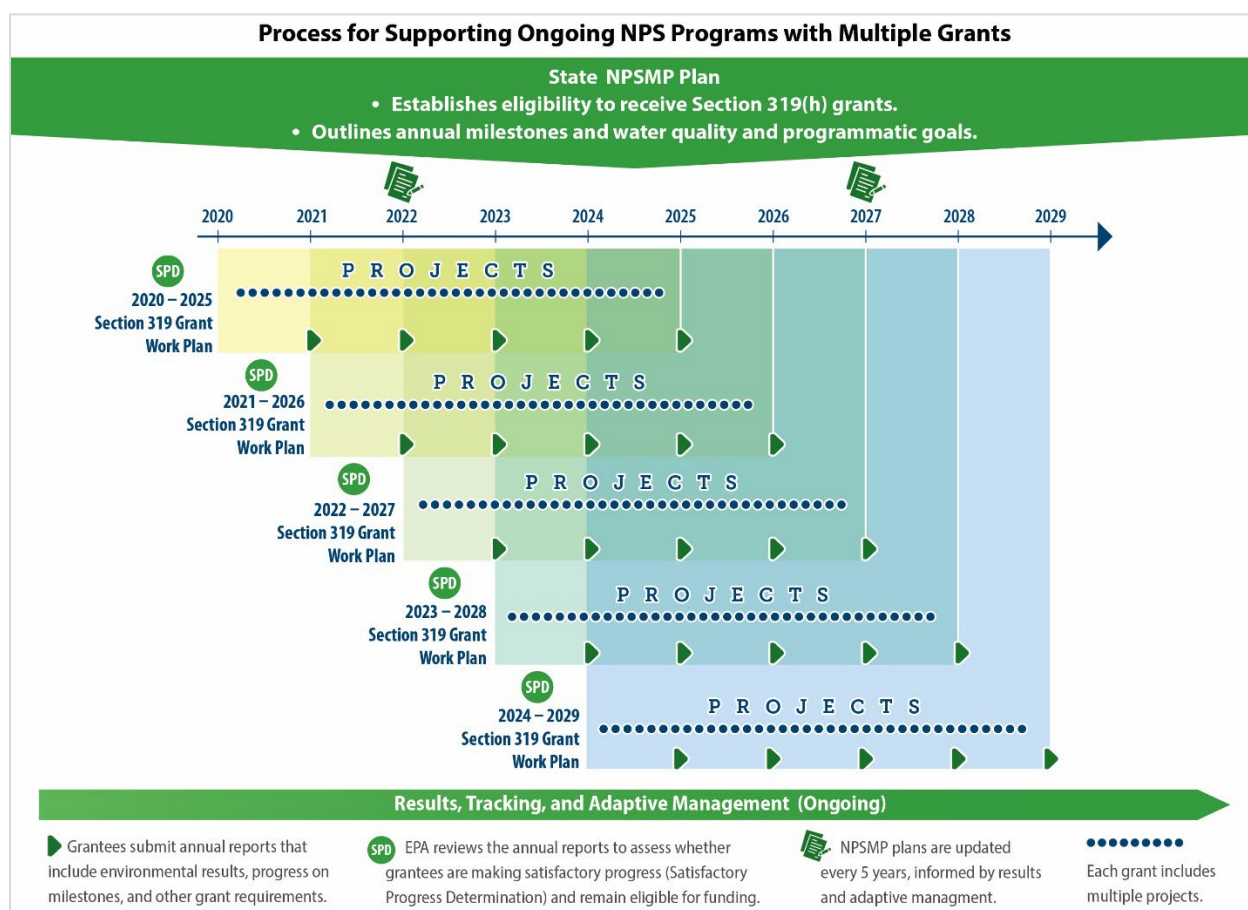 Process for Supporting Ongoing NPS Programs with Multiple Grants
State NPSMP Plan
• Establishes eligibility to receive Section 319(h) grants.
• Outlines annual milestones and water quality and programmatic goals.
2020 2021 2022 2023 2024 2025 2026 2027 2028 2029
SPD
PROJECTS
2020 – 2025
Section 319 Grant
Work Plan
SPD
PROJECTS
2021 – 2026
Section 319 Grant
Work Plan
SPD
PROJECTS
2022 – 2027
Section 319 Grant
Work Plan
SPD
PROJECTS
2023 – 2028
Section 319 Grant
Work Plan
SPD
PROJECTS
2024 – 2029
Section 319 Grant
Work Plan
Results, Tracking, and Adaptive Management (Ongoing)
Grantees submit annual reports that
include environmental results, progress on
milestones, and other grant requirements.
SPD EPA reviews the annual reports to assess whether
grantees are making satisfactory progress (Satisfactory
Progress Determination) and remain eligible for funding.
NPSMP plans are updated
every 5 years, informed by results
and adaptive managment.
Each grant includes
multiple projects.